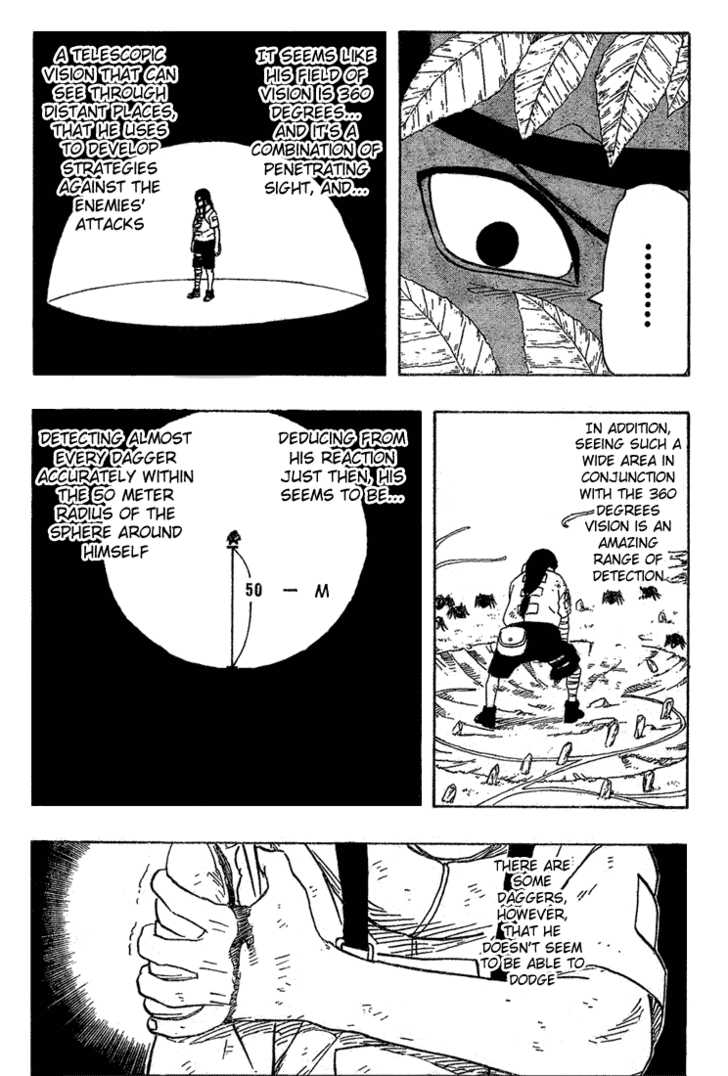 .........
IT SEEMS LIKE
HIS FIELD OF
VISION IS 360
DEGREES...
AND IT'S A
COMBINATION OF
PENETRATING
SIGHT, AND...
A TELESCOPIC
VISION THAT CAN
SEE THROUGH
DISTANT PLACES,
THAT HE USES
TO DEVELOP
STRATEGIES
AGAINST THE
ENEMIES'
ATTACKS
IN ADDITION,
SEEING SUCH A
WIDE AREA IN
CONJUNCTION
WITH THE 360
DEGREES
VISION IS AN
AMAZING
RANGE OF
DETECTION
DEDUCING FROM
HIS REACTION
JUST THEN, HIS
SEEMS TO BE...
DETECTING ALMOST
EVERY DAGGER
ACCURATELY WITHIN
THE 50 METER
RADIUS OF THE
SPHERE AROUND
HIMSELF
50 — M
THERE ARE
SOME
DAGGERS,
HOWEVER,
THAT HE
DOESN'T SEEM
TO BE ABLE TO
DODGE